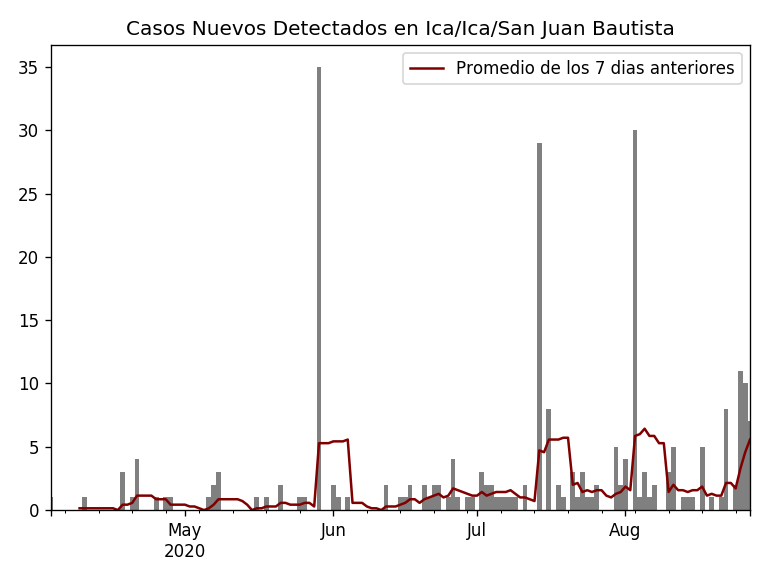 Casos Nuevos Detectados en Ica/Ica/San Juan Bautista
Promedio de los 7 dias anteriores
35
30
25
20
15
10
5
0
May
2020
Jun
Jul
Aug